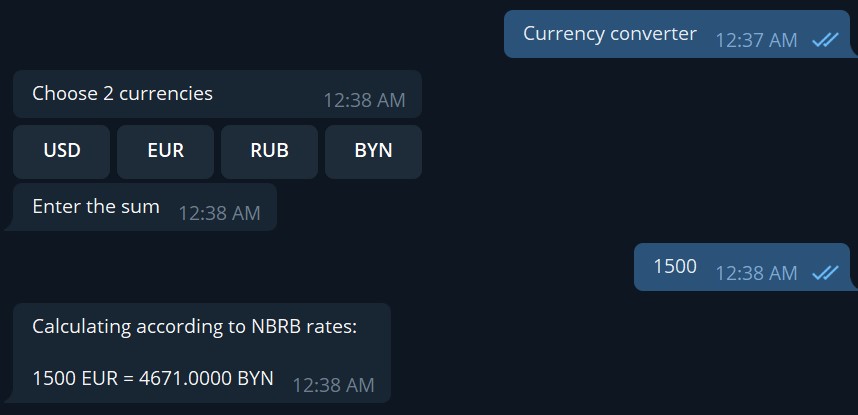 Currency converter 12:37 AM
Choose 2 currencies 12:38 AM
USD EUR RUB BYN
Enter the sum 12:38 AM
1500 12:38 AM
Calculating according to NBRB rates:
1500 EUR = 4671.0000 BYN 12:38 AM